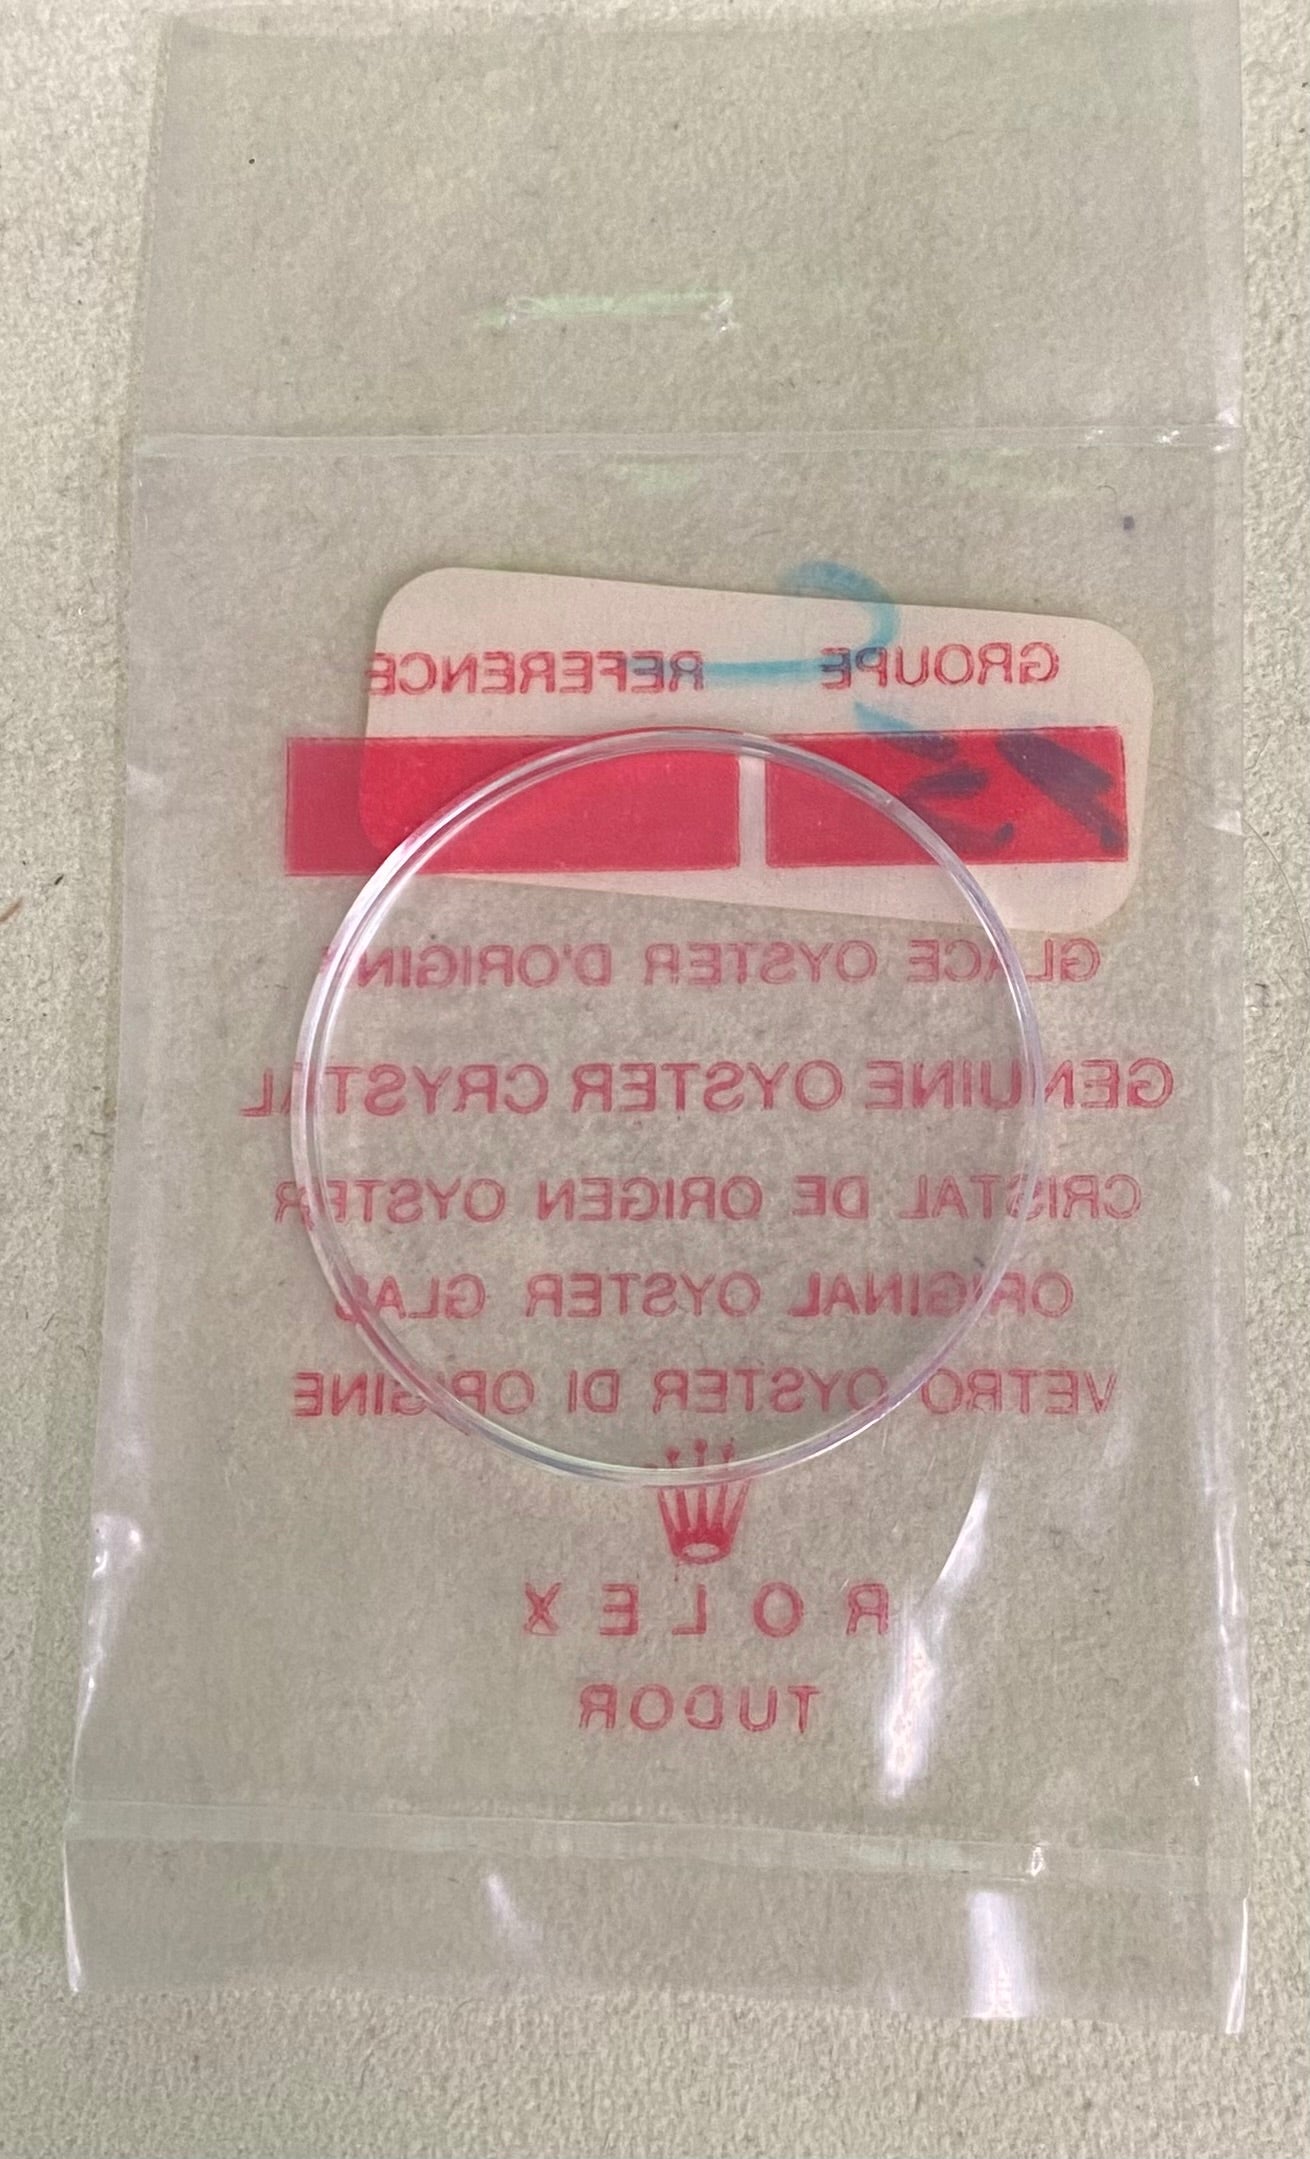 GROUPE REFERENCE
GLACE OYSTER D'ORIGINE
GENUINE OYSTER CRYSTAL
CRISTAL DE ORIGEN OYSTER
ORIGINAL OYSTER GLAS
VETRO OYSTER DI ORIGINE
ROLEX
TUDOR